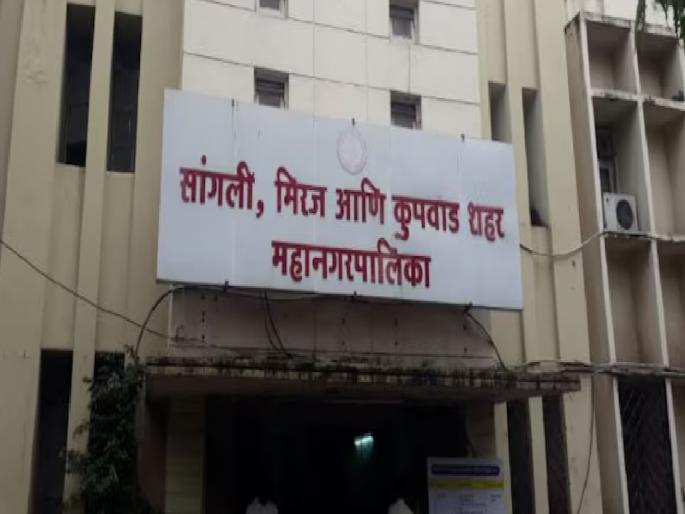 सांगली, मिरज आणि कुपवाड शहर
महानगरपालिका